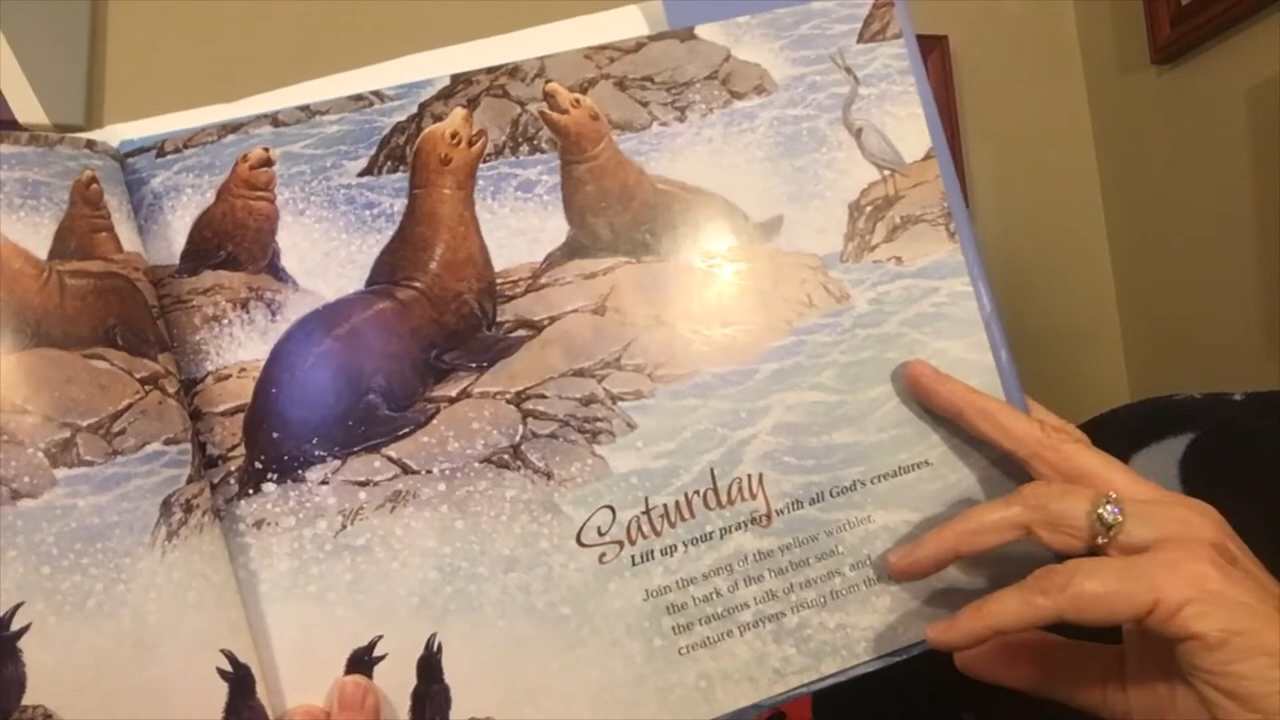 Saturday
Lift up your prayers with all God's creatures.
Join the song of the yellow warbler,
the bark of the harbor seal,
the raucous talk of ravens, and
creature prayers rising from the